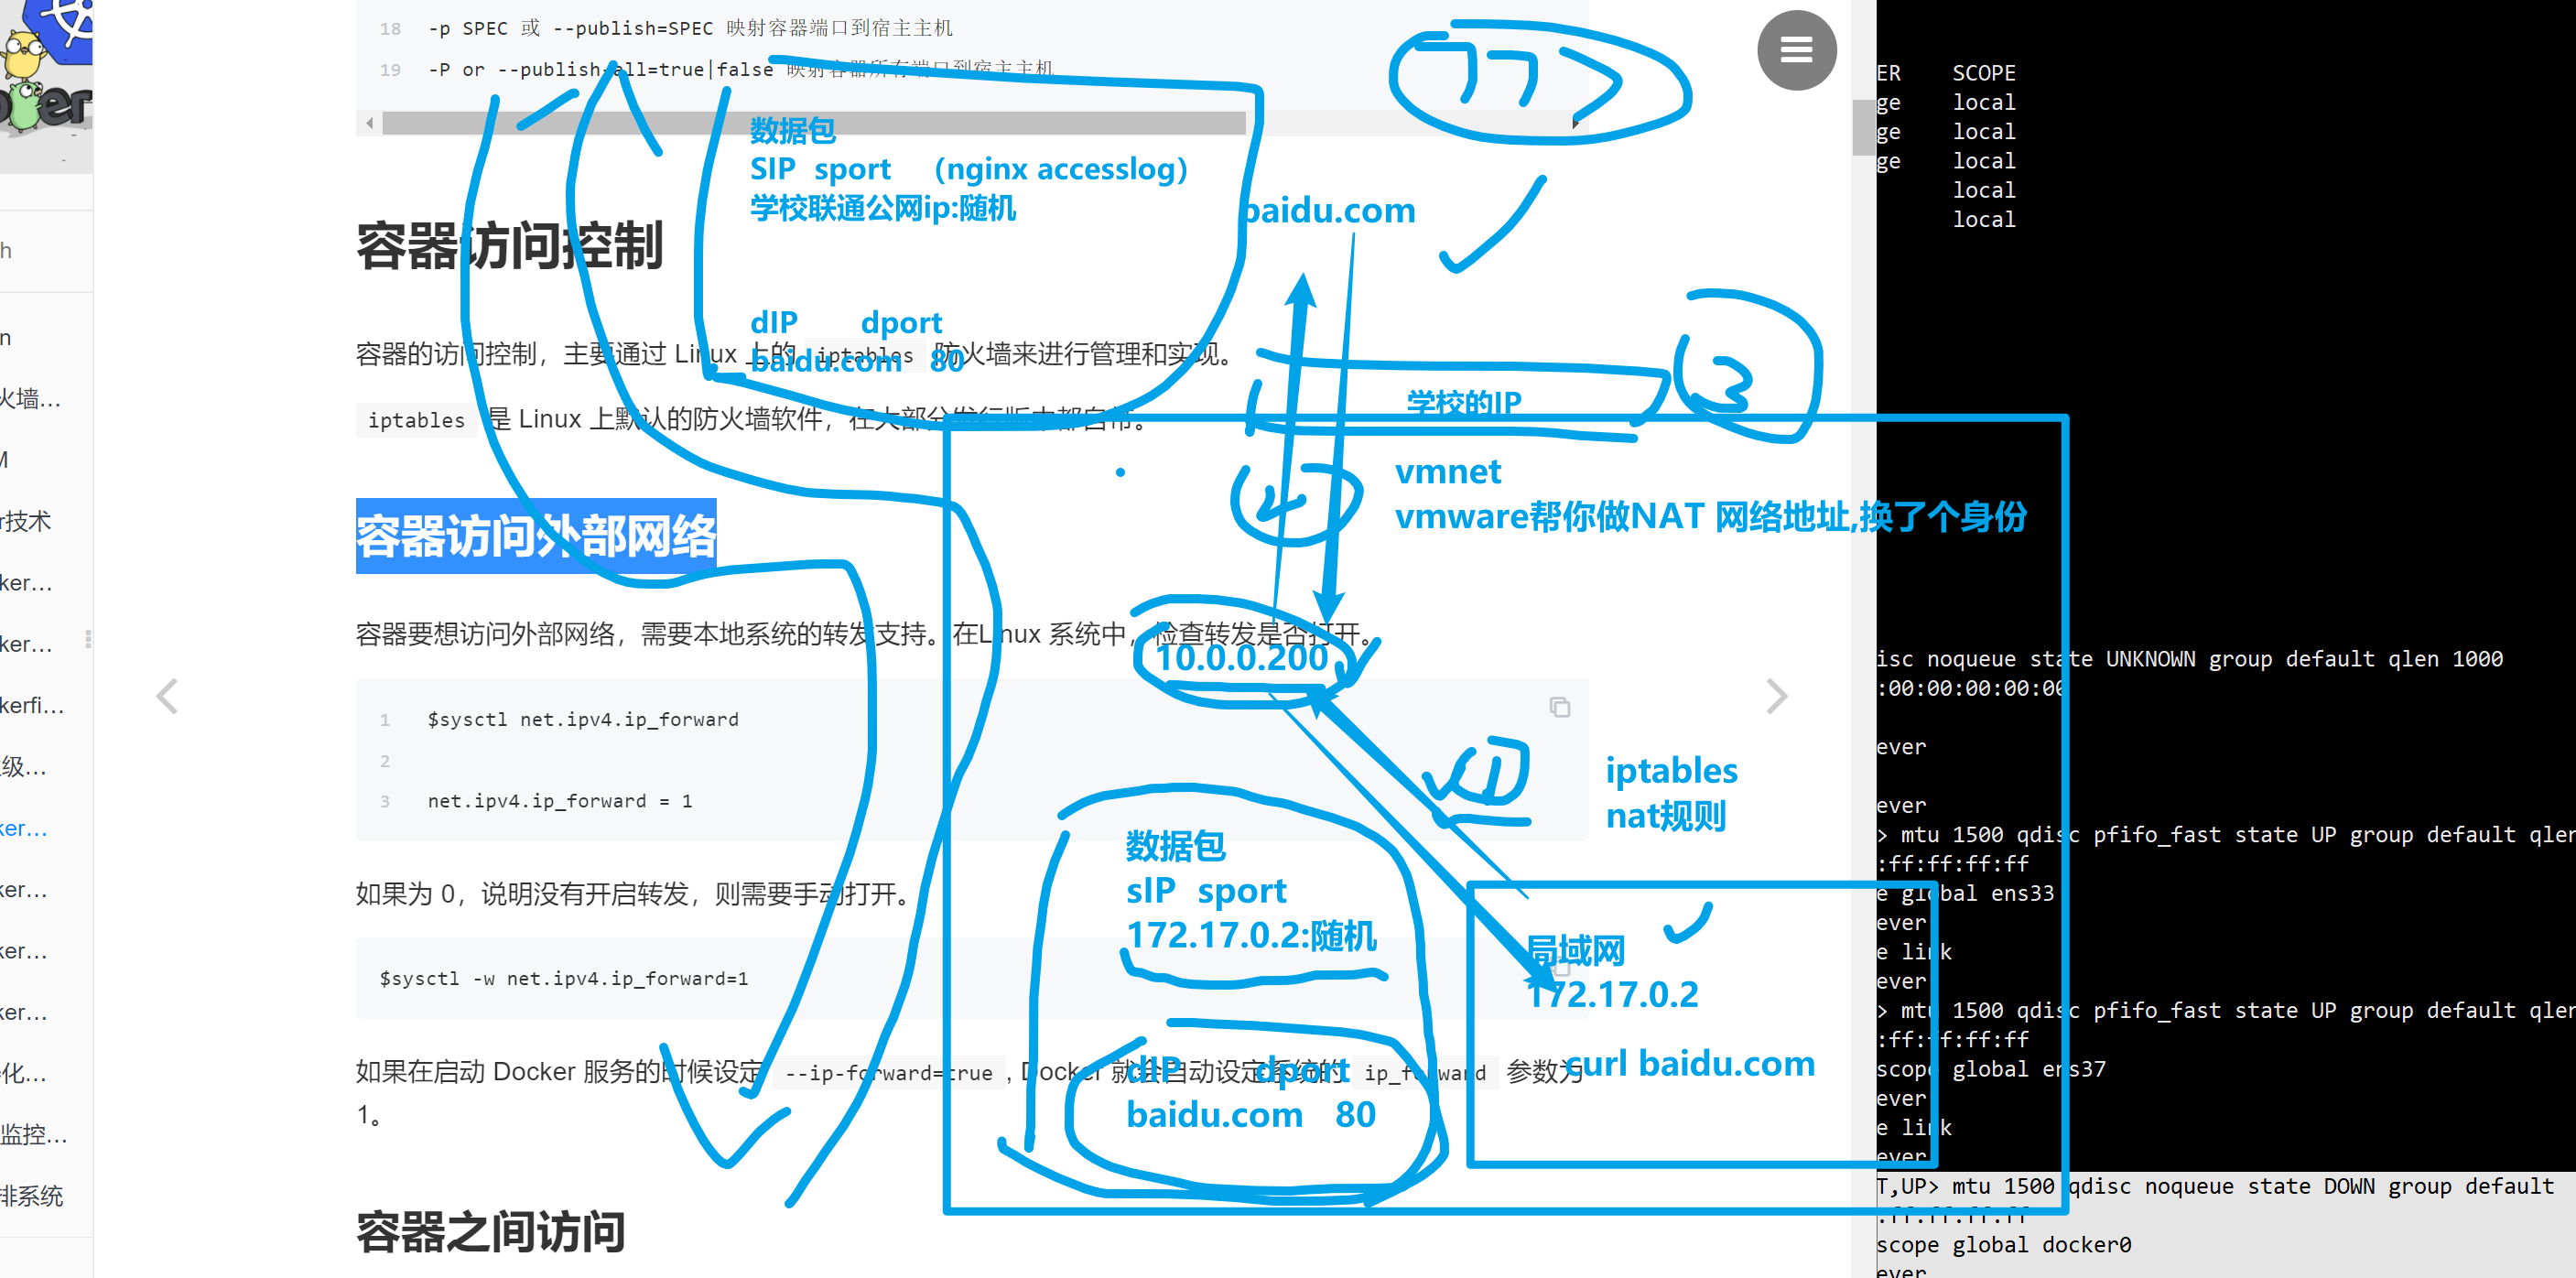 18 -p SPEC 或 --publish=SPEC 映射容器端口到宿主主机
19 -P or --publish-all=true|false 映射容器所有端口到宿主主机
数据包
SIP sport （nginx accesslog）
学校联通公网ip:随机
baidu.com
容器访问控制
dIP dport
baidu.com 80
容器的访问控制，主要通过 Linux 上的 iptables 防火墙来进行管理和实现。
学校的IP
3
iptables 是 Linux 上默认的防火墙软件，在大部分发行版中都自带。
vmnet
vmware帮你做NAT 网络地址,换了个身份
2
容器访问外部网络
容器要想访问外部网络，需要本地系统的转发支持。在Linux 系统中，检查转发是否打开。
10.0.0.200
1 $sysctl net.ipv4.ip_forward
2
3 net.ipv4.ip_forward = 1
1
iptables
nat规则
数据包
sIP sport
172.17.0.2:随机
如果为 0，说明没有开启转发，则需要手动打开。
局域网
172.17.0.2
curl baidu.com
$sysctl -w net.ipv4.ip_forward=1
dIP dport
baidu.com 80
如果在启动 Docker 服务的时候设定 --ip-forward=true , Docker 就会自动设定系统的 ip_forward 参数为
1。
容器之间访问
er
h
n
火墙...
M
r技术
ker...
ker...
kerfi...
级...
ker...
ker...
ker...
ker...
化...
监控...
排系统
ER SCOPE
ge local
ge local
ge local
local
local
isc noqueue state UNKNOWN group default qlen 1000
:00:00:00:00:00
ever
ever
> mtu 1500 qdisc pfifo_fast state UP group default qlen
:ff:ff:ff:ff
e global ens33
ever
e link
ever
> mtu 1500 qdisc pfifo_fast state UP group default qlen
:ff:ff:ff:ff
scope global ens37
ever
e link
ever
T,UP> mtu 1500 qdisc noqueue state DOWN group default
:ff:ff:ff:ff
scope global docker0
ever